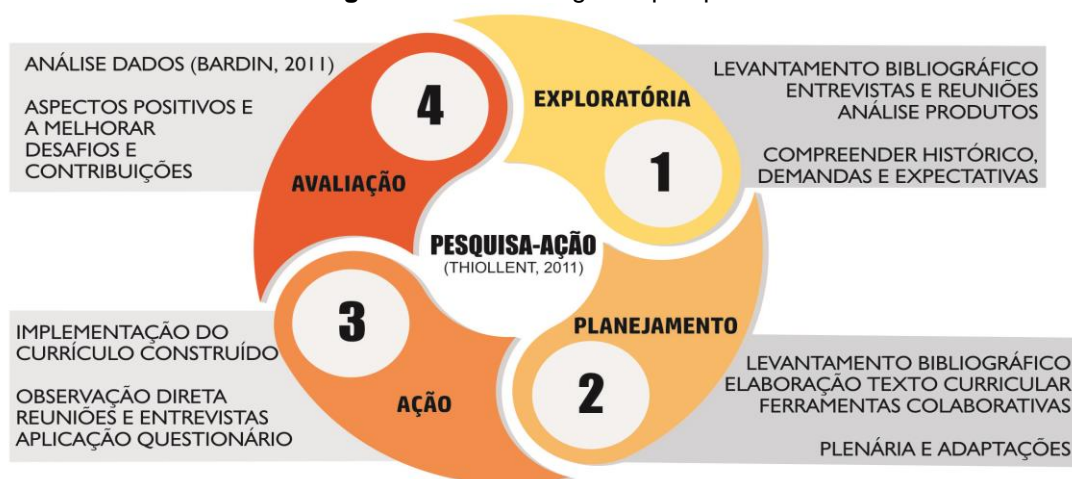 ANÁLISE DADOS (BARDIN, 2011)
ASPECTOS POSITIVOS E
A MELHORAR
DESAFIOS E
CONTRIBUIÇÕES
4
AVALIAÇÃO
EXPLORATÓRIA
1
LEVANTAMENTO BIBLIOGRÁFICO
ENTREVISTAS E REUNIÕES
ANÁLISE PRODUTOS
COMPREENDER HISTÓRICO,
DEMANDAS E EXPECTATIVAS
PESQUISA-AÇÃO
(THIOLLENT, 2011)
IMPLEMENTAÇÃO DO
CURRÍCULO CONSTRUÍDO
OBSERVAÇÃO DIRETA
REUNIÕES E ENTREVISTAS
APLICAÇÃO QUESTIONÁRIO
3
AÇÃO
PLANEJAMENTO
2
LEVANTAMENTO BIBLIOGRÁFICO
ELABORAÇÃO TEXTO CURRICULAR
FERRAMENTAS COLABORATIVAS
PLENÁRIA E ADAPTAÇÕES